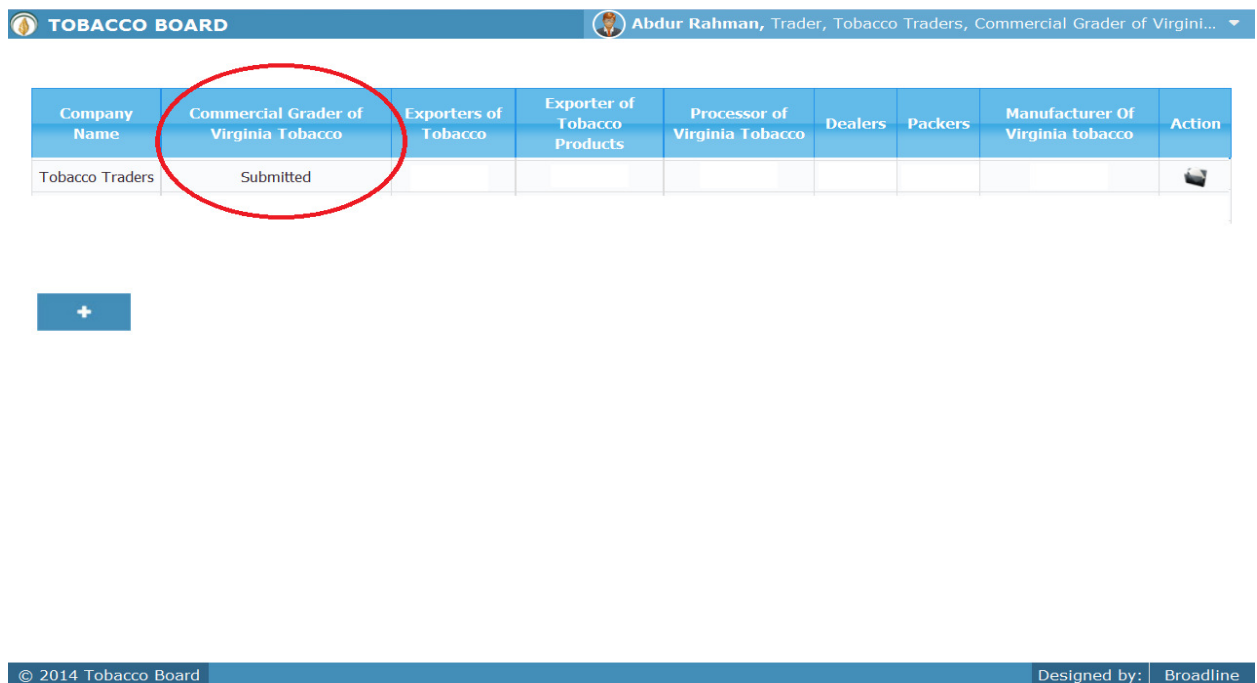 TOBACCO BOARD
Abdur Rahman, Trader, Tobacco Traders, Commercial Grader of Virgini...
Company Name
Commercial Grader of Virginia Tobacco
Exporters of Tobacco
Exporter of Tobacco Products
Processor of Virginia Tobacco
Dealers
Packers
Manufacturer Of Virginia tobacco
Action
Tobacco Traders
Submitted
+
© 2014 Tobacco Board
Designed by:
Broadline